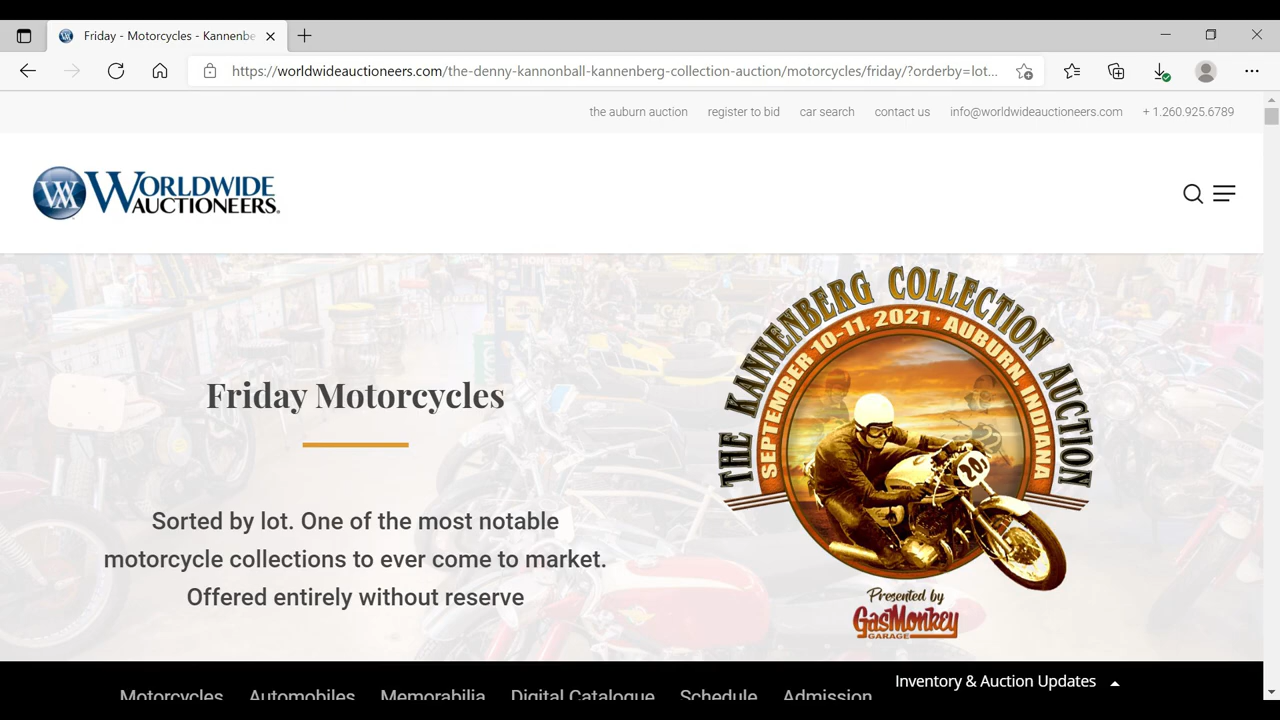 Friday - Motorcycles - Kannenbe
https://worldwideauctioneers.com/the-denny-kannonball-kannenberg-collection-auction/motorcycles/friday/?orderby=lot...
the auburn auction register to bid car search contact us info@worldwideauctioneers.com + 1.260.925.6789
WORLDWIDE
AUCTIONEERS
THE KANNENBERG COLLECTION AUCTION
SEPTEMBER 10-11, 2021 · AUBURN, INDIANA
Friday Motorcycles
Sorted by lot. One of the most notable
motorcycle collections to ever come to market.
Offered entirely without reserve
Presented by
GasMonkey
GARAGE
Inventory & Auction Updates
Motorcycles Automobiles Memorabilia Digital Catalogue Schedule Admission